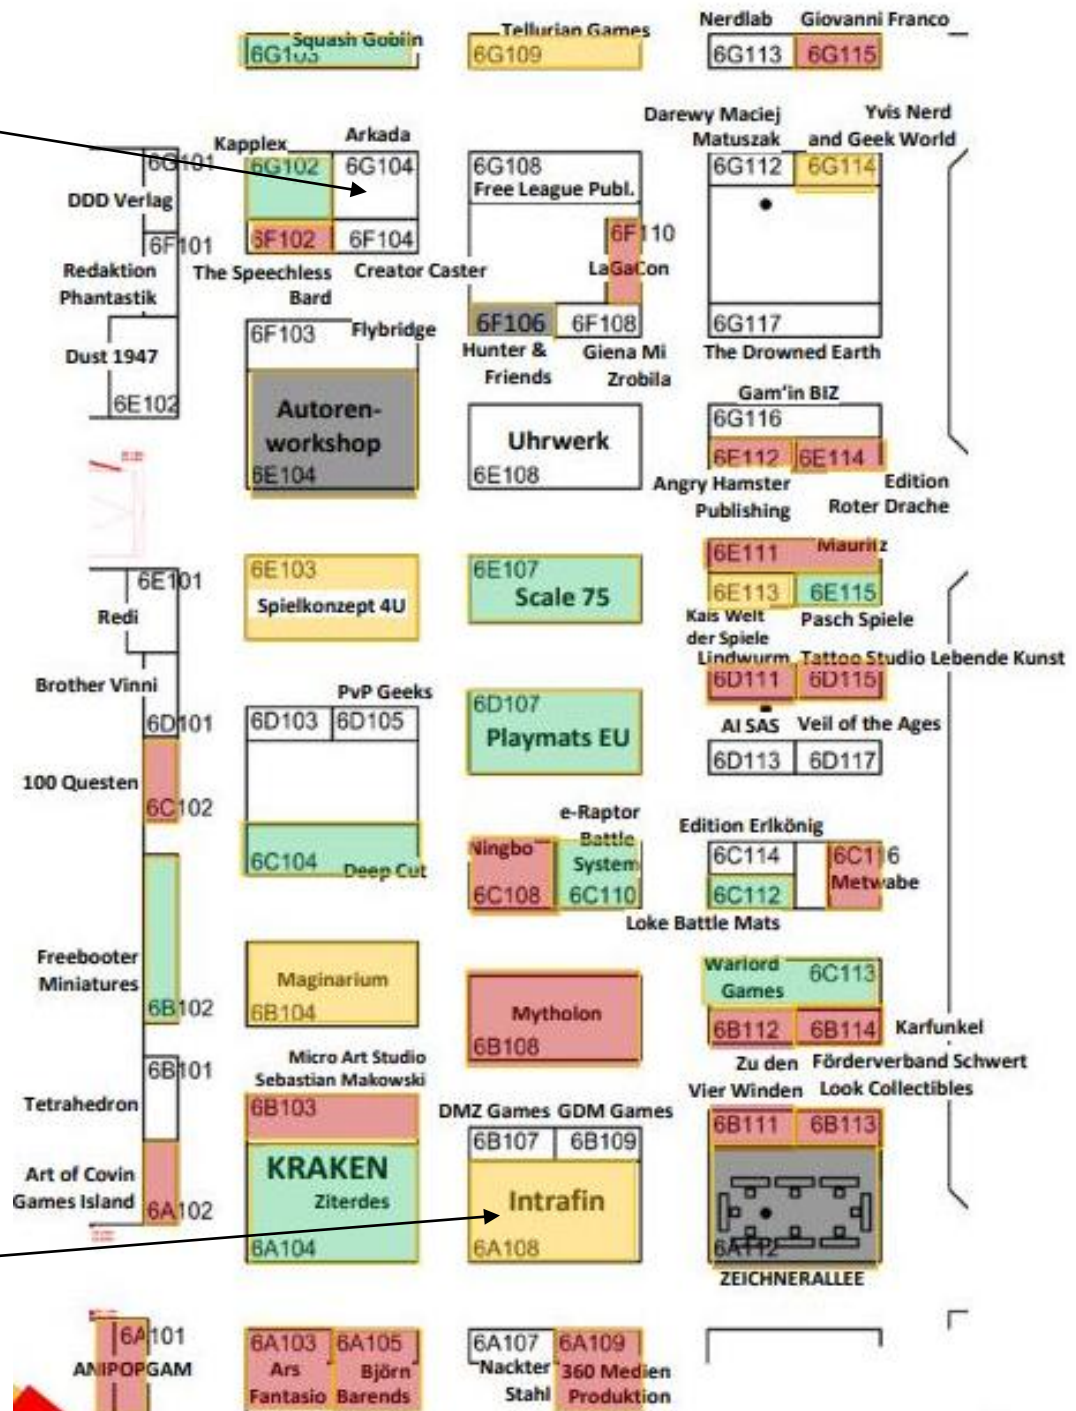 Nerdlab Giovanni Franco
Squash Goblin
Tellurian Games
6G103
6G109
6G113
6G115
Darewy Maciej
Matuszak
Yvis Nerd
and Geek World
Kapplex
Arkada
6G101
6G102
6G104
6G108
Free League Publ.
6G112
6G114
DDD Verlag
6F101
6F102
6F104
6F110
LaGaCon
Redaktion
Phantastik
The Speechless
Bard
Creator Caster
6F103
Flybridge
6F106
6F108
6G117
Hunter &
Friends
Giena Mi
Zrobila
The Drowned Earth
Dust 1947
6E102
Gam'in BIZ
6G116
Autoren-
workshop
6E104
Uhrwerk
6E108
6E112
6E114
Angry Hamster
Publishing
Edition
Roter Drache
6E111
Mauritz
6E101
6E103
Spielkonzept 4U
6E107
Scale 75
6E113
6E115
Redi
Kais Welt
der Spiele
Pasch Spiele
Lindwurm
Tattoo Studio Lebende Kunst
6D111
6D115
Brother Vinni
PvP Geeks
6D101
6D103
6D105
6D107
Playmats EU
AI SAS
Veil of the Ages
6D113
6D117
100 Questen
6C102
e-Raptor
Battle
System
Edition Erlkönig
6C104
Deep Cut
Ningbo
6C108
6C110
6C114
6C112
6C116
Metwabe
Loke Battle Mats
Freebooter
Miniatures
6B102
Maginarium
6B104
Mytholon
6B108
Warlord
Games
6C113
6B112
6B114
Karfunkel
6B101
Micro Art Studio
Sebastian Makowski
Zu den
Vier Winden
Förderverband Schwert
Look Collectibles
Tetrahedron
6B103
DMZ Games
GDM Games
6B107
6B109
6B111
6B113
Art of Covin
Games Island
6A102
KRAKEN
Ziterdes
6A104
Intrafin
6A108
6A112
ZEICHNERALLEE
6A101
ANIPOPGAM
6A103
Ars
Fantasio
6A105
Björn
Barends
6A107
Nackter
Stahl
6A109
360 Medien
Produktion